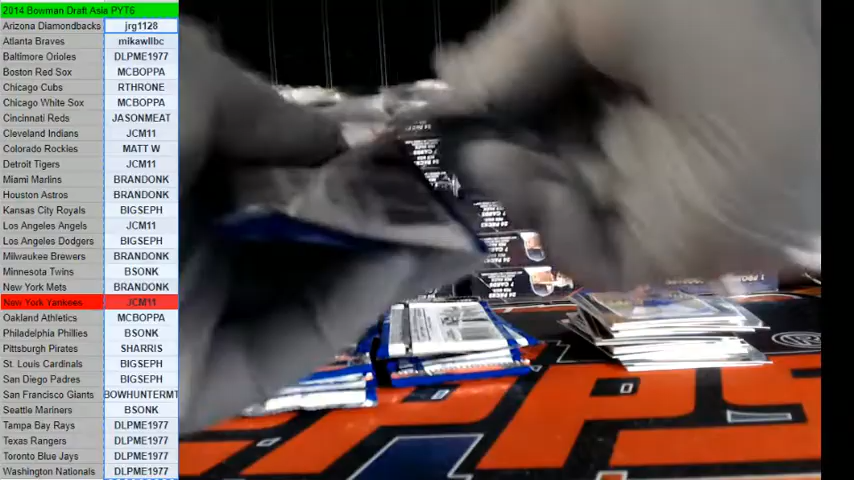 2014 Bowman Draft Asia PYT6
Arizona Diamondbacks jrg1128
Atlanta Braves mikawllbc
Baltimore Orioles DLPME1977
Boston Red Sox MCBOPPA
Chicago Cubs RTHRONE
Chicago White Sox MCBOPPA
Cincinnati Reds JASONMEAT
Cleveland Indians JCM11
Colorado Rockies MATT W
Detroit Tigers JCM11
Miami Marlins BRANDONK
Houston Astros BRANDONK
Kansas City Royals BIGSEPH
Los Angeles Angels JCM11
Los Angeles Dodgers BIGSEPH
Milwaukee Brewers BRANDONK
Minnesota Twins BSONK
New York Mets BRANDONK
New York Yankees JCM11
Oakland Athletics MCBOPPA
Philadelphia Phillies BSONK
Pittsburgh Pirates SHARRIS
St. Louis Cardinals BIGSEPH
San Diego Padres BIGSEPH
San Francisco Giants BOWHUNTERMT
Seattle Mariners BSONK
Tampa Bay Rays DLPME1977
Texas Rangers DLPME1977
Toronto Blue Jays DLPME1977
Washington Nationals DLPME1977
7 CARDS
24 PACKS